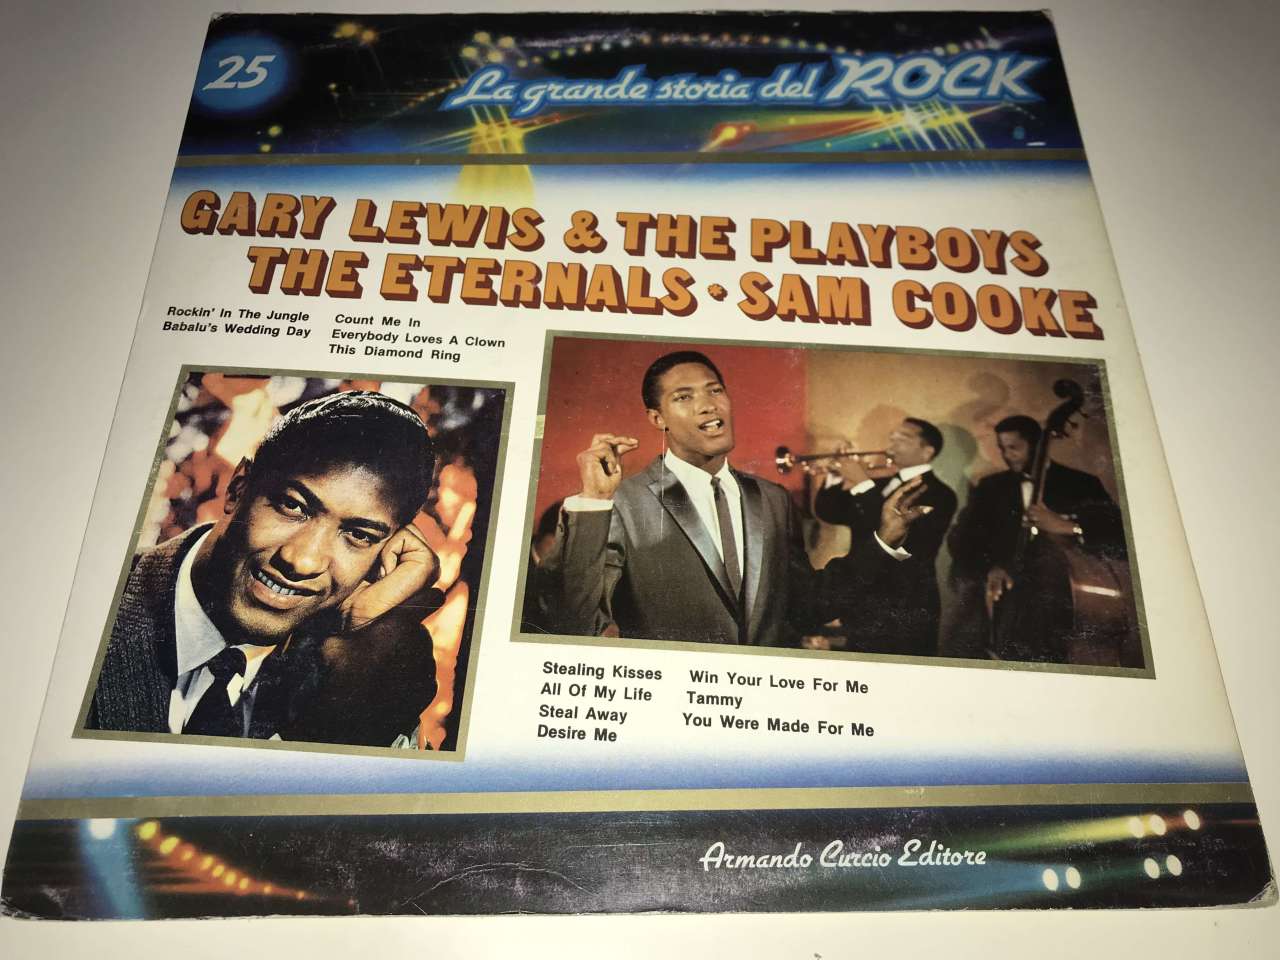 25
La grande storia del ROCK
GARY LEWIS & THE PLAYBOYS
THE ETERNALS • SAM COOKE
Rockin' In The Jungle
Babalu's Wedding Day
Count Me In
Everybody Loves A Clown
This Diamond Ring
Stealing Kisses
All Of My Life
Steal Away
Desire Me
Win Your Love For Me
Tammy
You Were Made For Me
Armando Curcio Editore